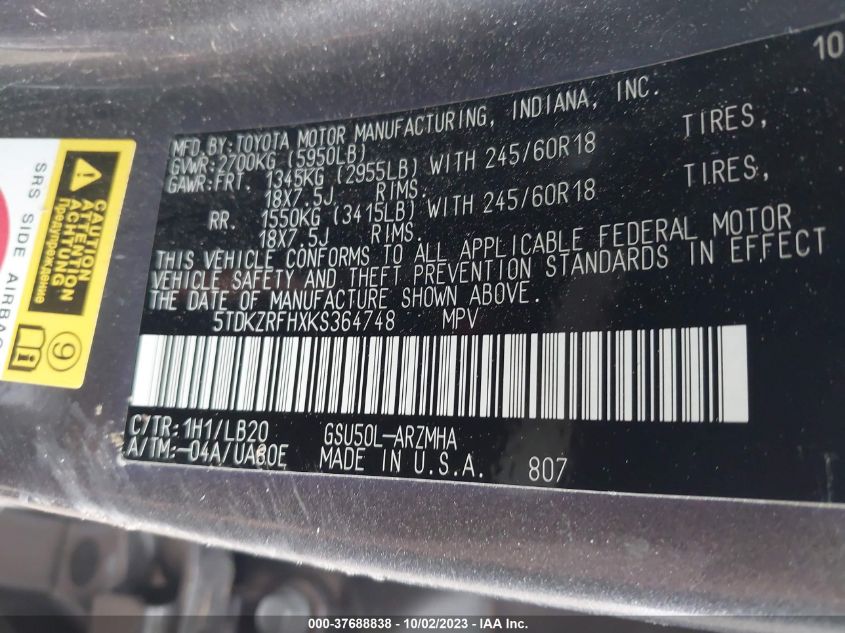 10
MFD.BY:TOYOTA MOTOR MANUFACTURING, INDIANA, INC.
GVWR:2700KG (5950LB)
GAWR:FRT. 1345KG (2955LB) WITH 245/60R18 TIRES,
18X7.5J RIMS.
RR. 1550KG (3415LB) WITH 245/60R18 TIRES,
18X7.5J RIMS.
THIS VEHICLE CONFORMS TO ALL APPLICABLE FEDERAL MOTOR
VEHICLE SAFETY AND THEFT PREVENTION STANDARDS IN EFFECT
THE DATE OF MANUFACTURE SHOWN ABOVE.
5TDKZRFHXKS364748 MPV
C/TR: 1H1/LB20 GSU50L-ARZMHA
A/TM:-04A/UA80E MADE IN U.S.A. 807
SRS SIDE AIRBAG
CAUTION
ATTENTION
ACHTUNG
Предупреждение
9
000-37688838 - 10/02/2023 - IAA Inc.